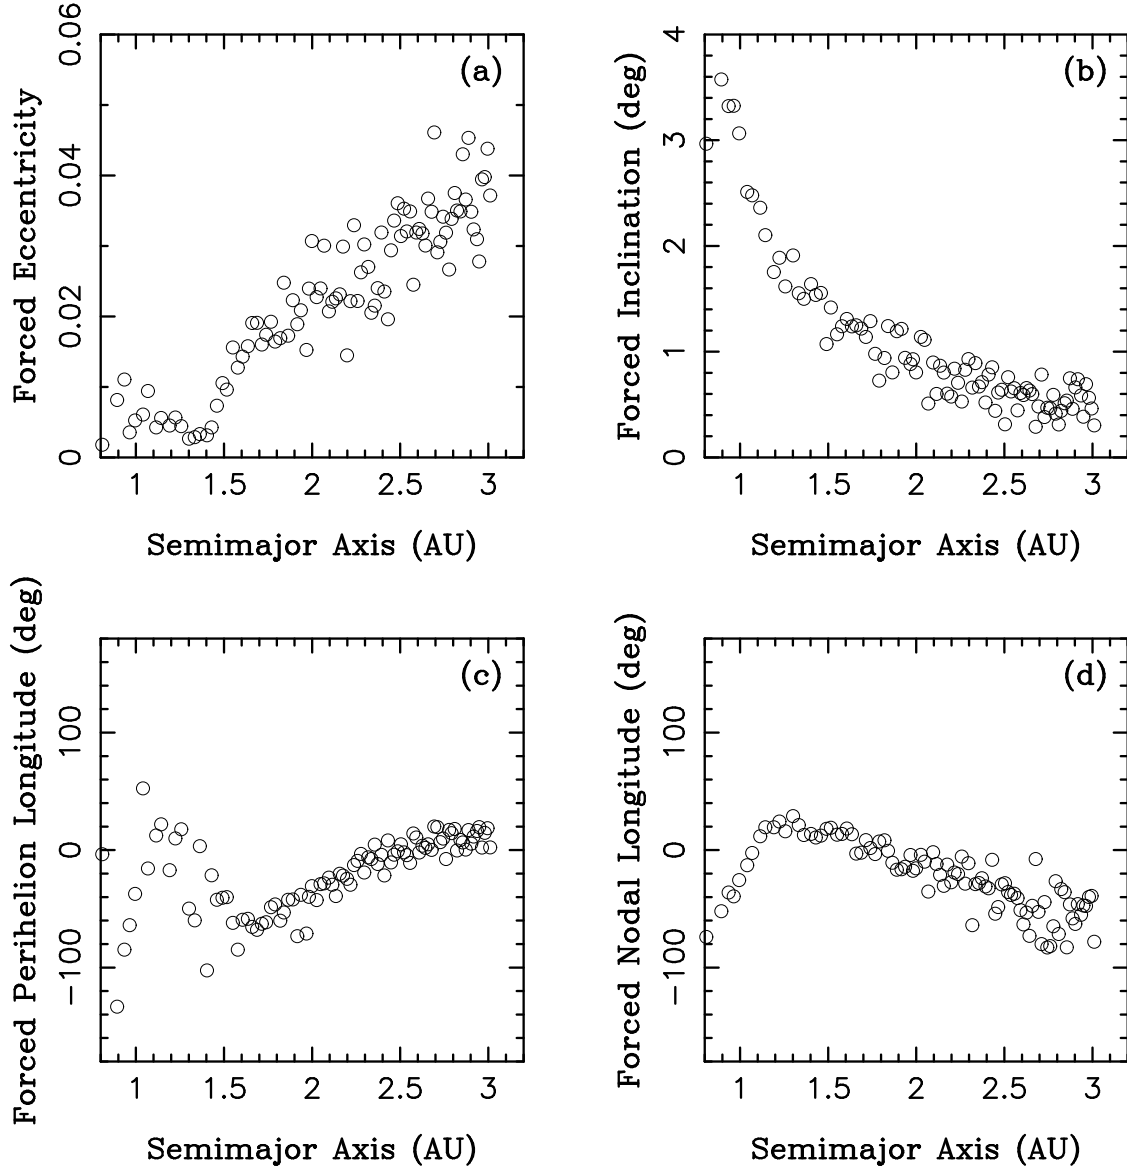 (a)
Forced Eccentricity
0.06
0.04
0.02
0
1 1.5 2 2.5 3
Semimajor Axis (AU)
(b)
Forced Inclination (deg)
4
3
2
1
0
1 1.5 2 2.5 3
Semimajor Axis (AU)
(c)
Forced Perihelion Longitude (deg)
100
0
−100
1 1.5 2 2.5 3
Semimajor Axis (AU)
(d)
Forced Nodal Longitude (deg)
100
0
−100
1 1.5 2 2.5 3
Semimajor Axis (AU)